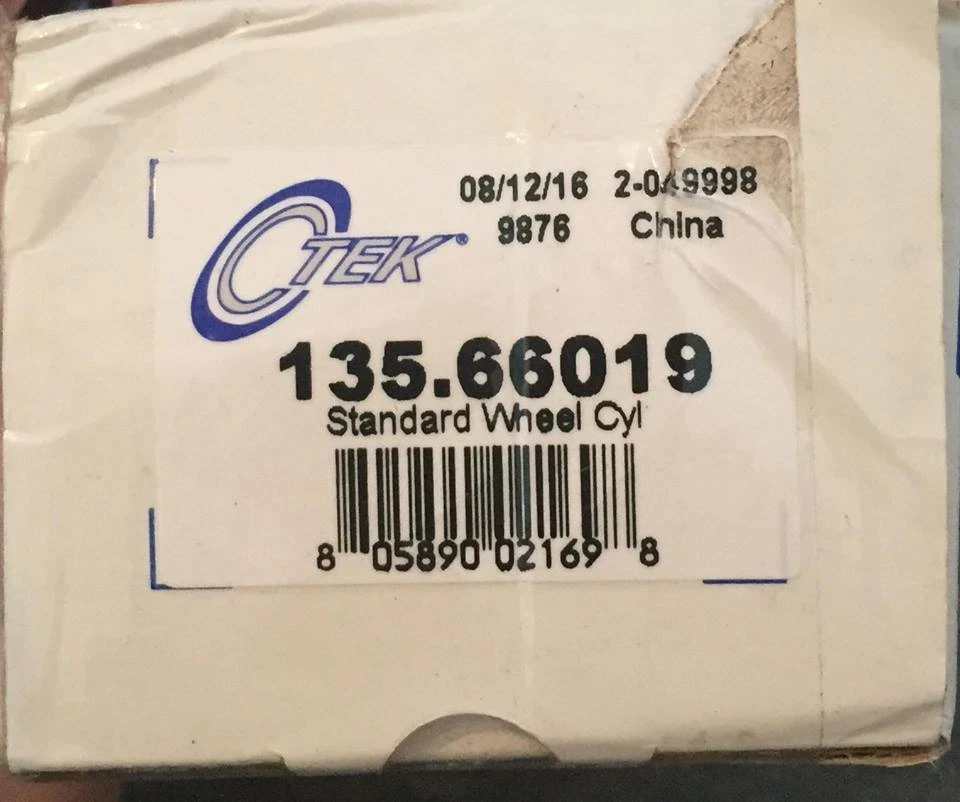 08/12/16 2-049998
9876 China
CTEK®
135.66019
Standard Wheel Cyl
8 05890 02169 8